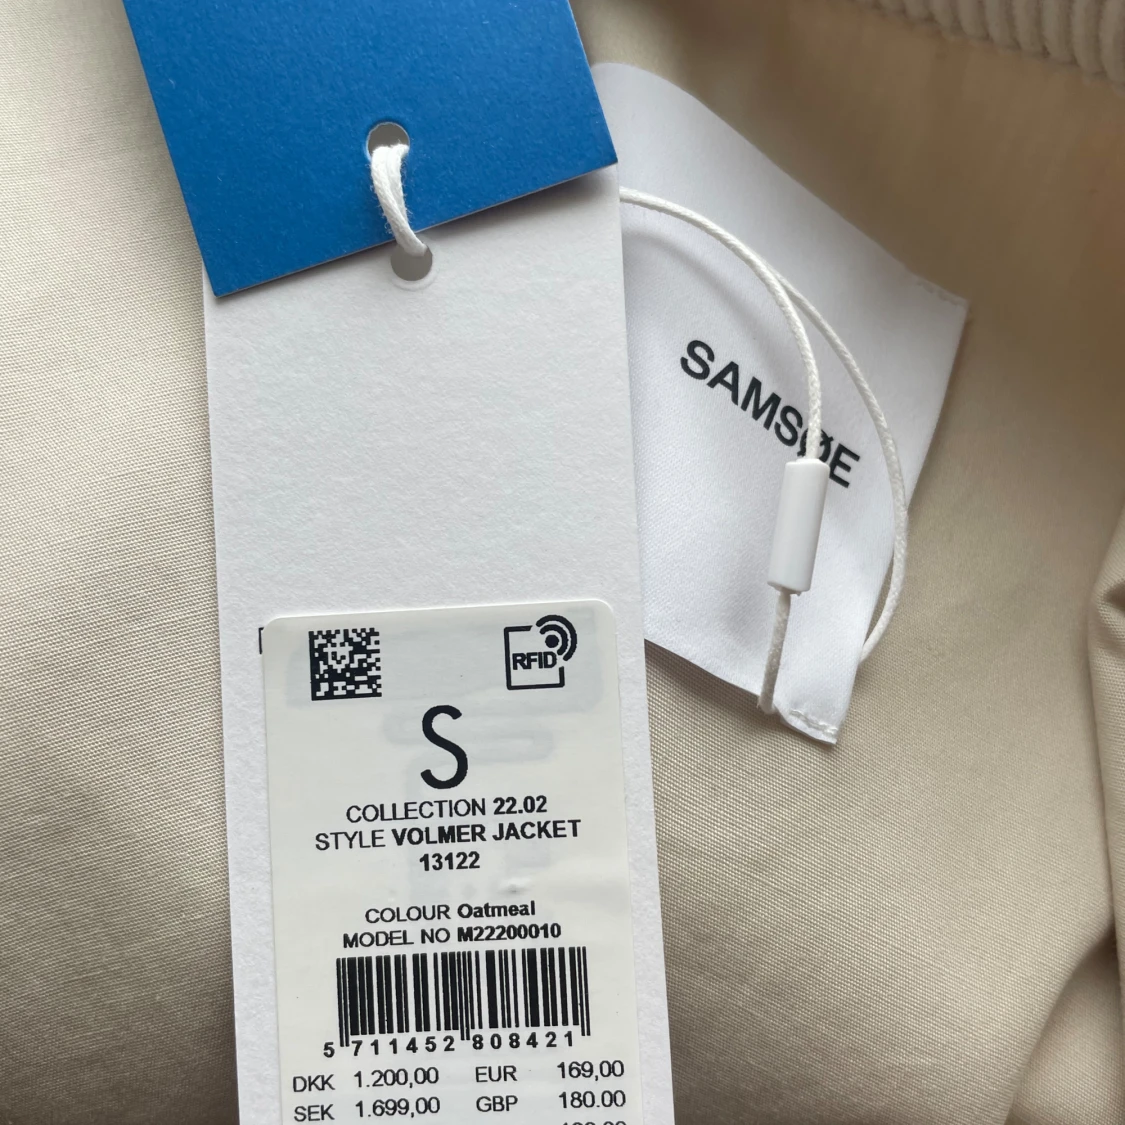 SAMSØE
RFID
S
COLLECTION 22.02
STYLE VOLMER JACKET
13122
COLOUR Oatmeal
MODEL NO M22200010
5 711452 808421
DKK 1.200,00 EUR 169,00
SEK 1.699,00 GBP 180.00